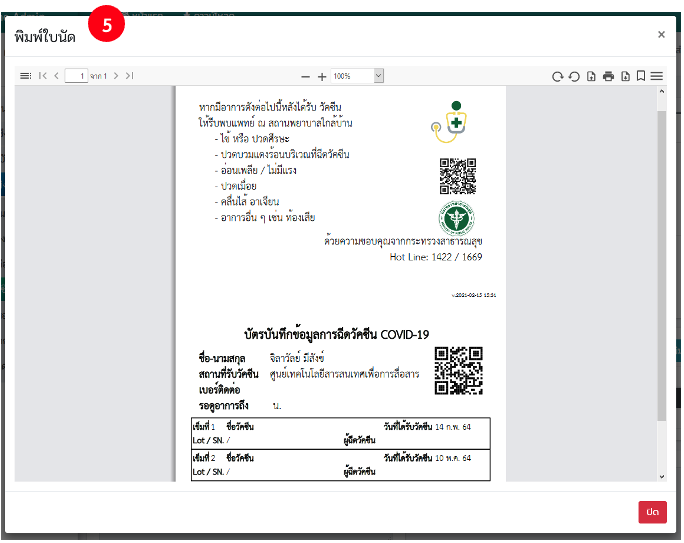 5
พิมพ์ใบนัด
×
1 จาก 1
100%
หากมีอาการดังต่อไปนี้หลังได้รับ วัคซีน
ให้รีบพบแพทย์ ณ สถานพยาบาลใกล้บ้าน
- ไข้ หรือ ปวดศีรษะ
- ปวดบวมแดงร้อนบริเวณที่ฉีดวัคซีน
- อ่อนเพลีย / ไม่มีแรง
- ปวดเมื่อย
- คลื่นไส้ อาเจียน
- อาการอื่น ๆ เช่น ท้องเสีย
ด้วยความขอบคุณจากกระทรวงสาธารณสุข
Hot Line: 1422 / 1669
บัตรบันทึกข้อมูลการฉีดวัคซีน COVID-19
ชื่อ-นามสกุล จิลาวัลย์ มีสังข์
สถานที่รับวัคซีน ศูนย์เทคโนโลยีสารสนเทศเพื่อการสื่อสาร
เบอร์ติดต่อ
รอดูอาการถึง น.
เข็มที่ 1 ชื่อวัคซีน วันที่ได้รับวัคซีน 14 ก.พ. 64
Lot / SN. / ผู้ฉีดวัคซีน
เข็มที่ 2 ชื่อวัคซีน วันที่ได้รับวัคซีน 10 พ.ค. 64
Lot / SN. / ผู้ฉีดวัคซีน
ปิด